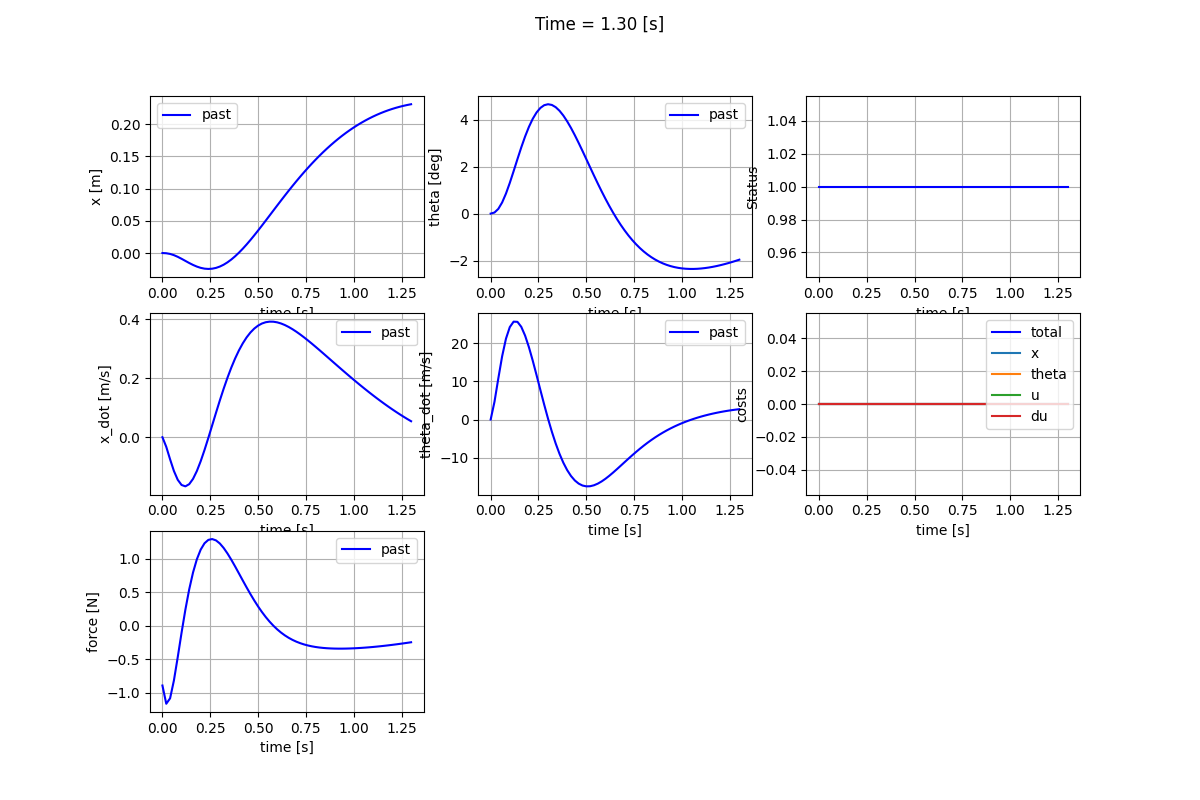 Time = 1.30 [s]
x [m]
0.20
0.15
0.10
0.05
0.00
past
0.00 0.25 0.50 0.75 1.00 1.25
time [s]
theta [deg]
4
2
0
−2
past
0.00 0.25 0.50 0.75 1.00 1.25
time [s]
Status
1.04
1.02
1.00
0.98
0.96
0.00 0.25 0.50 0.75 1.00 1.25
time [s]
x_dot [m/s]
0.4
0.2
0.0
past
0.00 0.25 0.50 0.75 1.00 1.25
time [s]
theta_dot [m/s]
20
10
0
−10
past
0.00 0.25 0.50 0.75 1.00 1.25
time [s]
costs
0.04
0.02
0.00
−0.02
−0.04
total
x
theta
u
du
0.00 0.25 0.50 0.75 1.00 1.25
time [s]
force [N]
1.0
0.5
0.0
−0.5
−1.0
past
0.00 0.25 0.50 0.75 1.00 1.25
time [s]